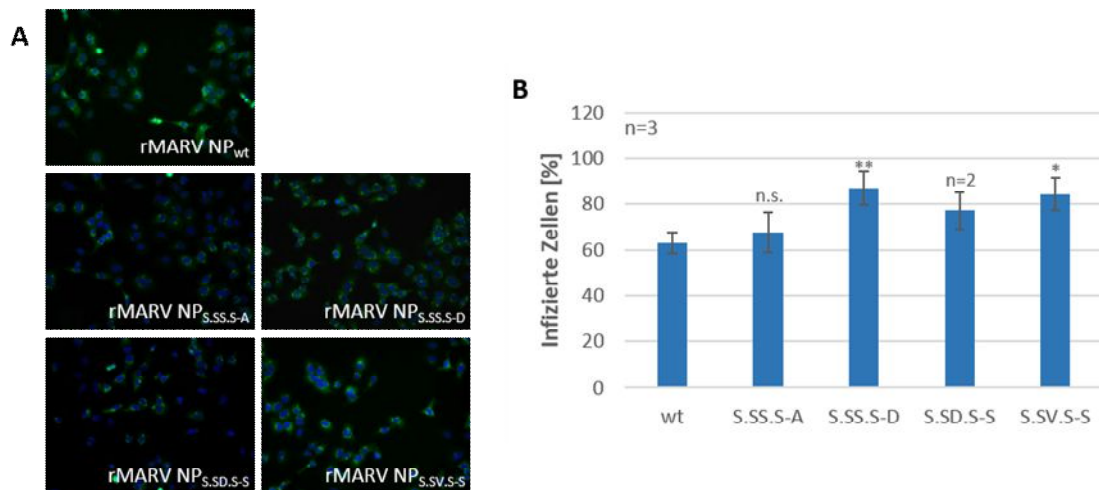 A
rMARV NPwt
rMARV NPS.SS.S-A
rMARV NPS.SS.S-D
rMARV NPS.SD.S-S
rMARV NPS.SV.S-S
B
120
n=3
100
80
60
40
20
0
Infizierte Zellen [%]
n.s.
**
n=2
*
wt
S.SS.S-A
S.SS.S-D
S.SD.S-S
S.SV.S-S